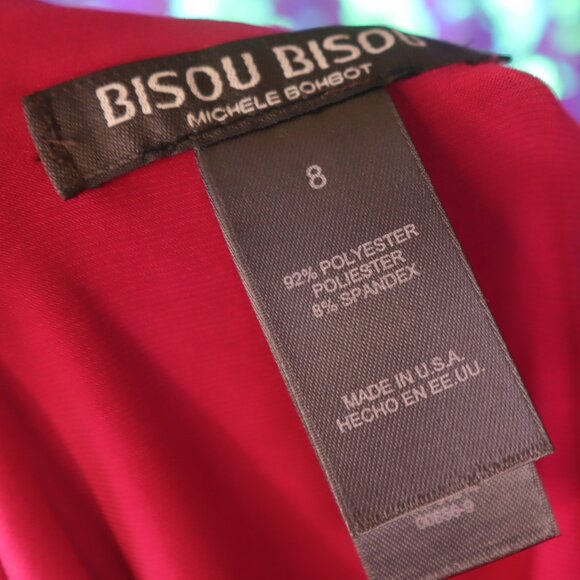 BISOU BISOU
MICHELE BOHBOT
8
92% POLYESTER
POLIESTER
8% SPANDEX
MADE IN U.S.A.
HECHO EN EE.UU.